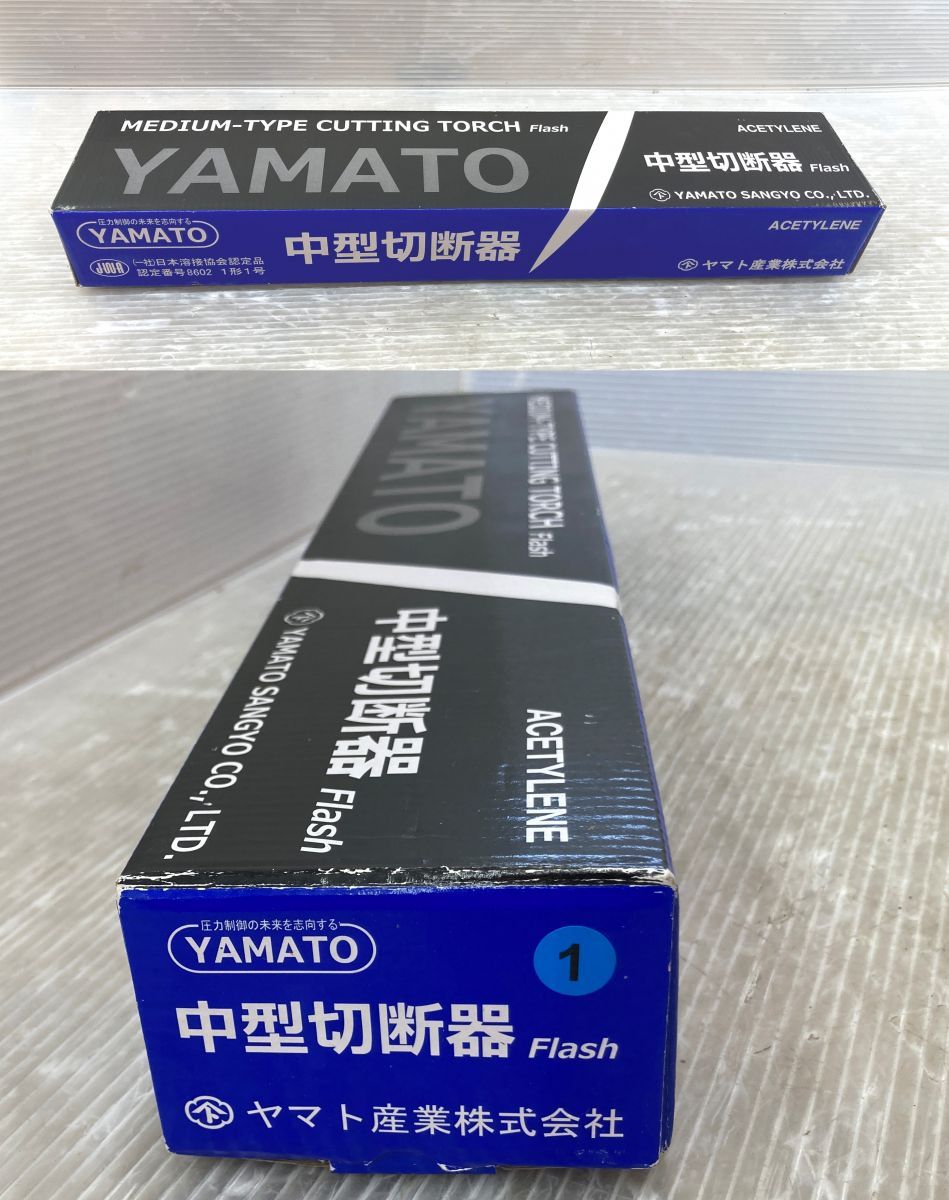 MEDIUM-TYPE CUTTING TORCH Flash
YAMATO
ACETYLENE
中型切断器 Flash
YAMATO SANGYO CO.,LTD.
圧力制御の未来を志向する
YAMATO
JWA
(一社)日本溶接協会認定品
認定番号8602 1形1号
中型切断器
ACETYLENE
ヤマト産業株式会社
MEDIUM-TYPE CUTTING TORCH Flash
YAMATO
ACETYLENE
中型切断器 Flash
YAMATO SANGYO CO.,LTD.
圧力制御の未来を志向する
YAMATO
1
中型切断器 Flash
ヤマト産業株式会社